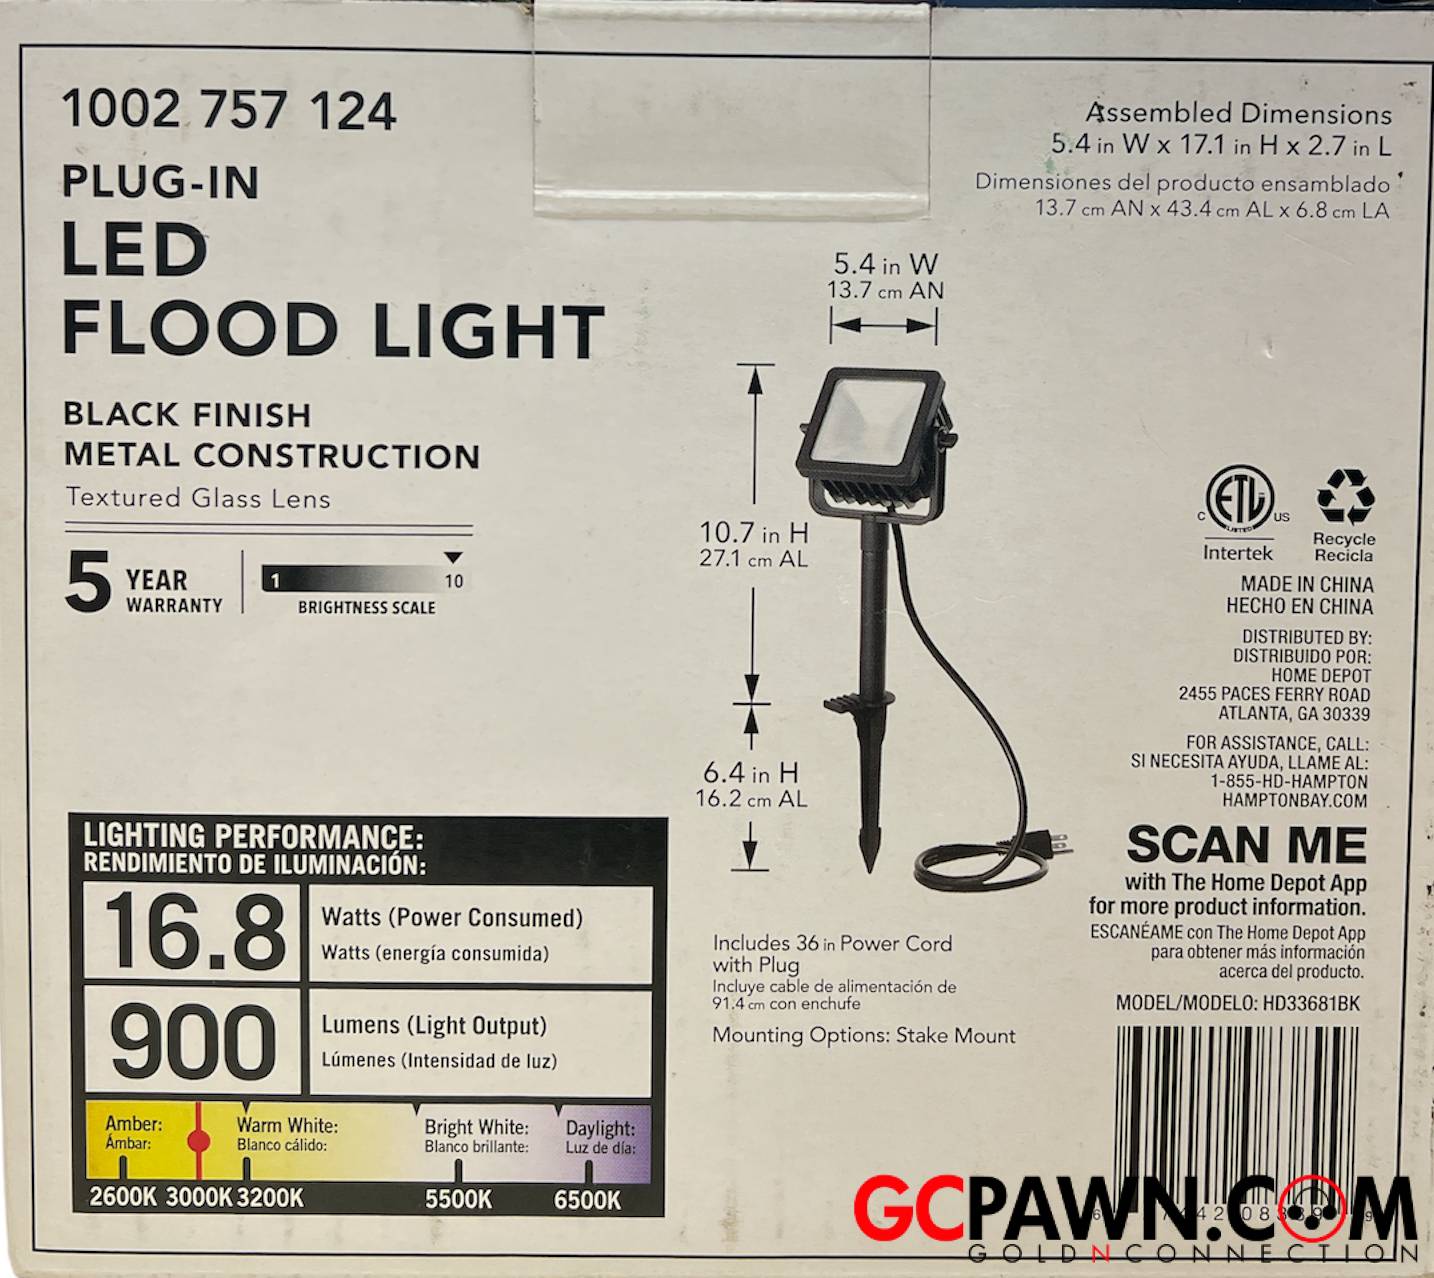 1002 757 124
PLUG-IN
LED
FLOOD LIGHT
BLACK FINISH
METAL CONSTRUCTION
Textured Glass Lens
5 YEAR
WARRANTY
1
10
BRIGHTNESS SCALE
Assembled Dimensions
5.4 in W x 17.1 in H x 2.7 in L
Dimensiones del producto ensamblado
13.7 cm AN x 43.4 cm AL x 6.8 cm LA
5.4 in W
13.7 cm AN
10.7 in H
27.1 cm AL
6.4 in H
16.2 cm AL
Includes 36 in Power Cord
with Plug
Incluye cable de alimentación de
91.4 cm con enchufe
Mounting Options: Stake Mount
C ETL US
LISTED
Intertek
Recycle
Recicla
MADE IN CHINA
HECHO EN CHINA
DISTRIBUTED BY:
DISTRIBUIDO POR:
HOME DEPOT
2455 PACES FERRY ROAD
ATLANTA, GA 30339
FOR ASSISTANCE, CALL:
SI NECESITA AYUDA, LLAME AL:
1-855-HD-HAMPTON
HAMPTONBAY.COM
SCAN ME
with The Home Depot App
for more product information.
ESCANÉAME con The Home Depot App
para obtener más información
acerca del producto.
MODEL/MODELO: HD33681BK
LIGHTING PERFORMANCE:
RENDIMIENTO DE ILUMINACIÓN:
16.8
Watts (Power Consumed)
Watts (energía consumida)
900
Lumens (Light Output)
Lúmenes (Intensidad de luz)
Amber:
Ámbar:
Warm White:
Blanco cálido:
Bright White:
Blanco brillante:
Daylight:
Luz de día:
2600K 3000K 3200K 5500K 6500K
GCPAWN.COM
GOLD N CONNECTION